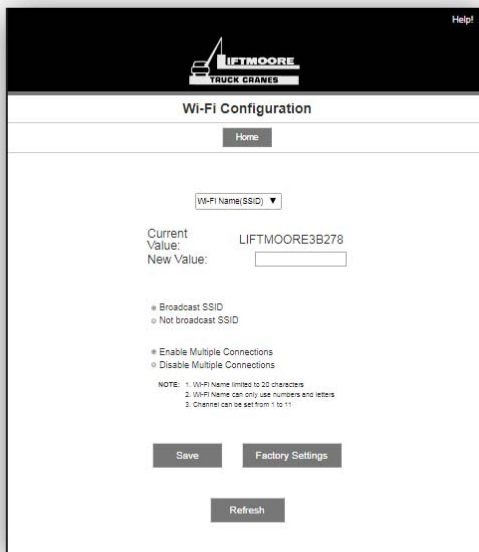 Help!
LIFTMOORE
TRUCK CRANES
Wi-Fi Configuration
Home
Wi-Fi Name(SSID) ▼
Current Value: LIFTMOORE3B278
New Value:
Broadcast SSID
Not broadcast SSID
Enable Multiple Connections
Disable Multiple Connections
NOTE: 1. Wi-Fi Name limited to 20 characters
2. Wi-Fi Name can only use numbers and letters
3. Channel can be set from 1 to 11
Save Factory Settings
Refresh